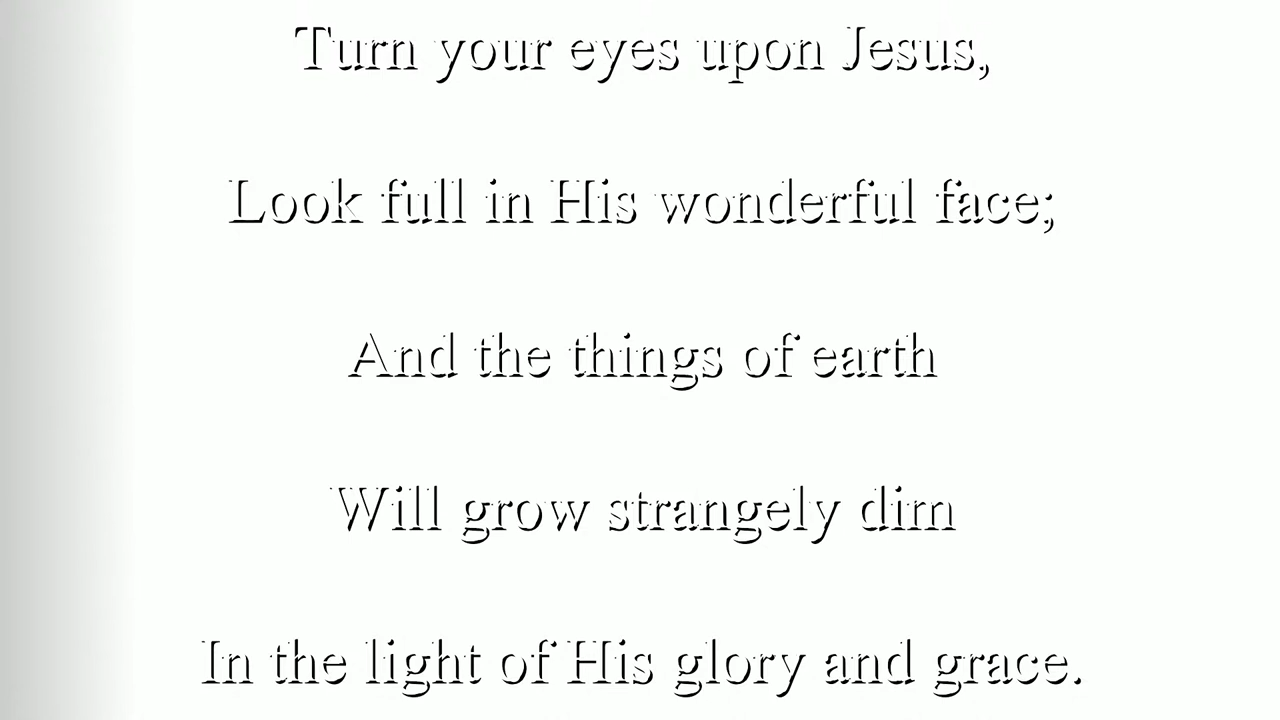 Turn your eyes upon Jesus,
Look full in His wonderful face;
And the things of earth
Will grow strangely dim
In the light of His glory and grace.